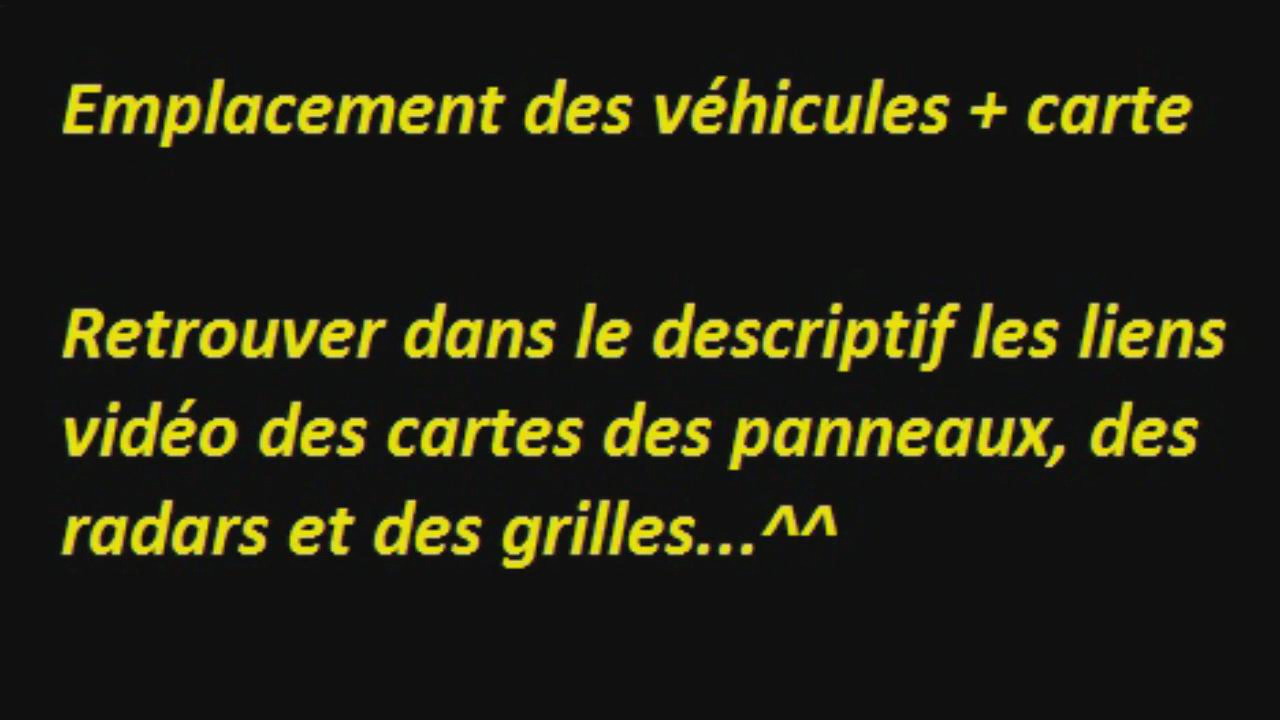 Emplacement des véhicules + carte
Retrouver dans le descriptif les liens
vidéo des cartes des panneaux, des
radars et des grilles...^^